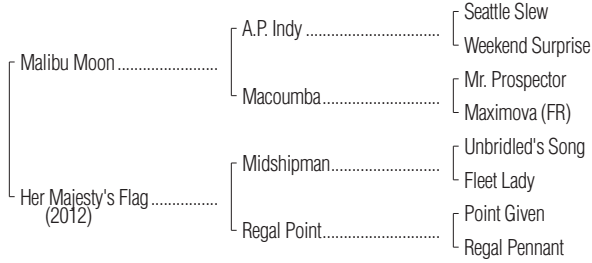 Seattle Slew
A.P. Indy ..............................
Weekend Surprise
Malibu Moon .......................
Mr. Prospector
Macoumba...........................
Maximova (FR)
Unbridled's Song
Midshipman.........................
Fleet Lady
Her Majesty's Flag ...............
(2012)
Point Given
Regal Point...........................
Regal Pennant